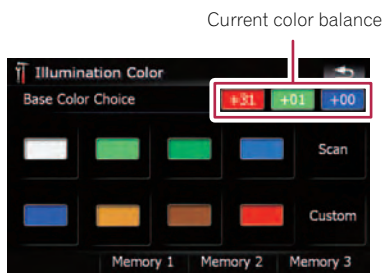 Current color balance
Illumination Color
Base Color Choice +31 +01 +00
Scan
Custom
Memory 1 Memory 2 Memory 3